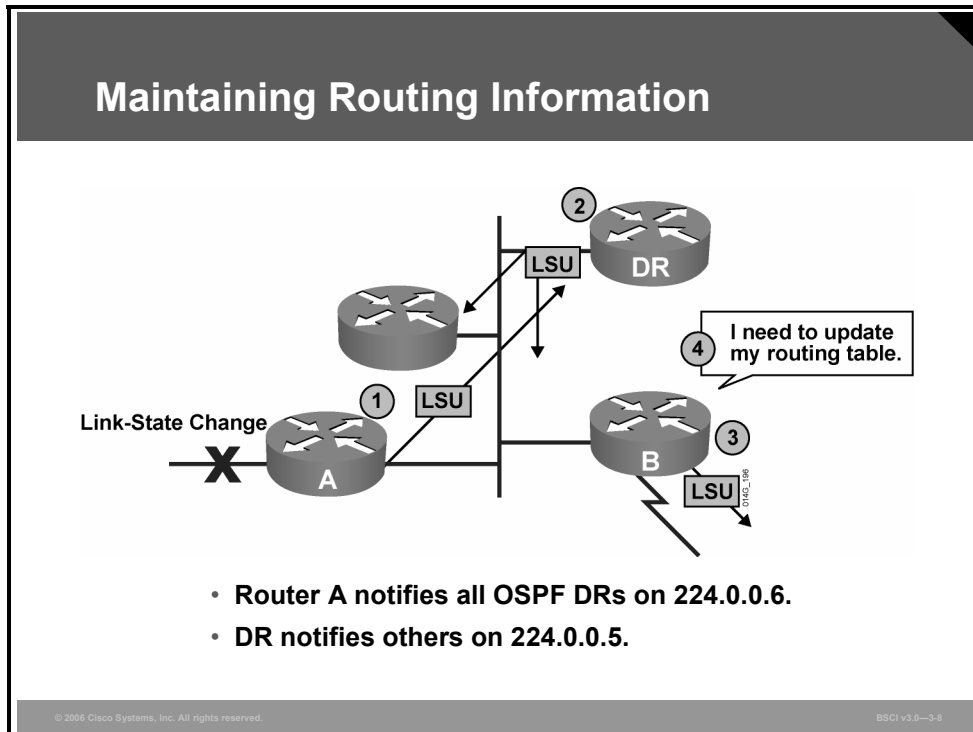 Maintaining Routing Information
2
LSU
DR
I need to update
my routing table.
4
1
LSU
Link-State Change
A
B
3
LSU
014G_196
• Router A notifies all OSPF DRs on 224.0.0.6.
• DR notifies others on 224.0.0.5.
© 2006 Cisco Systems, Inc. All rights reserved.
BSCI v3.0—3-8